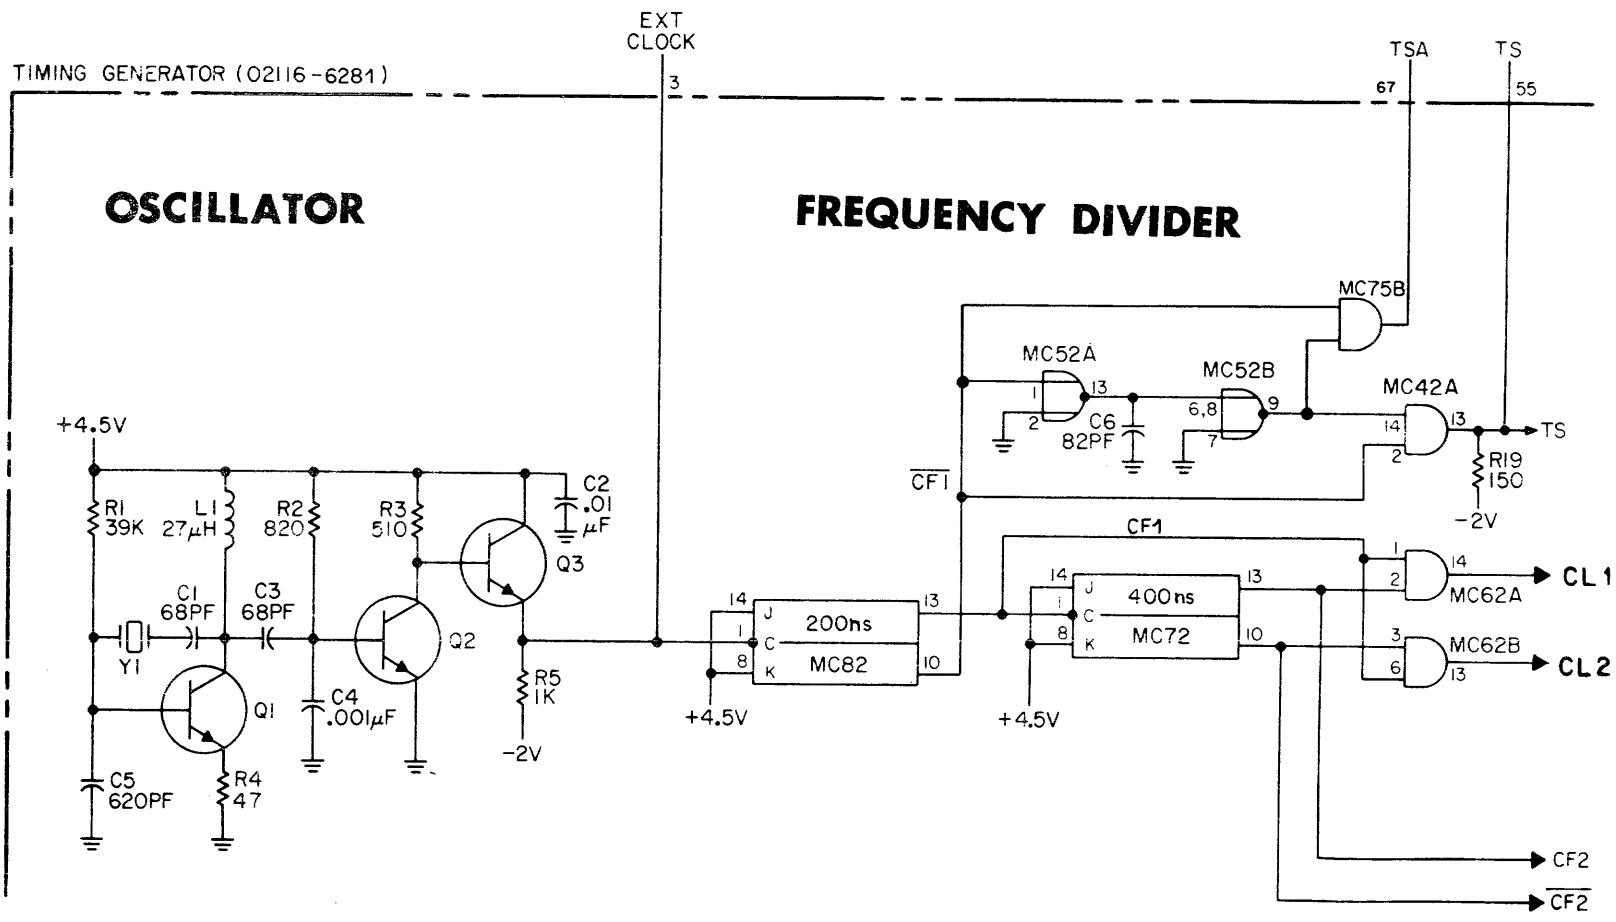 EXT
CLOCK
TSA
TS
TIMING GENERATOR (02116-6281)
3
67
55
OSCILLATOR
FREQUENCY DIVIDER
MC75B
MC52A
1
2
13
C6
82PF
MC52B
6,8
7
9
MC42A
14
2
13
TS
R19
150
-2V
+4.5V
R1
39K
L1
27μH
R2
820
R3
510
C2
.01
μF
Q3
C1
68PF
C3
68PF
Y1
Q2
Q1
C4
.001μF
C5
620PF
R4
47
R5
1K
-2V
C̅F̅1̅
CF1
14
J
1
C
8
K
200ns
MC82
13
10
+4.5V
14
J
1
C
8
K
400ns
MC72
13
10
+4.5V
1
2
14
MC62A
CL1
3
6
MC62B
13
CL2
CF2
C̅F̅2̅